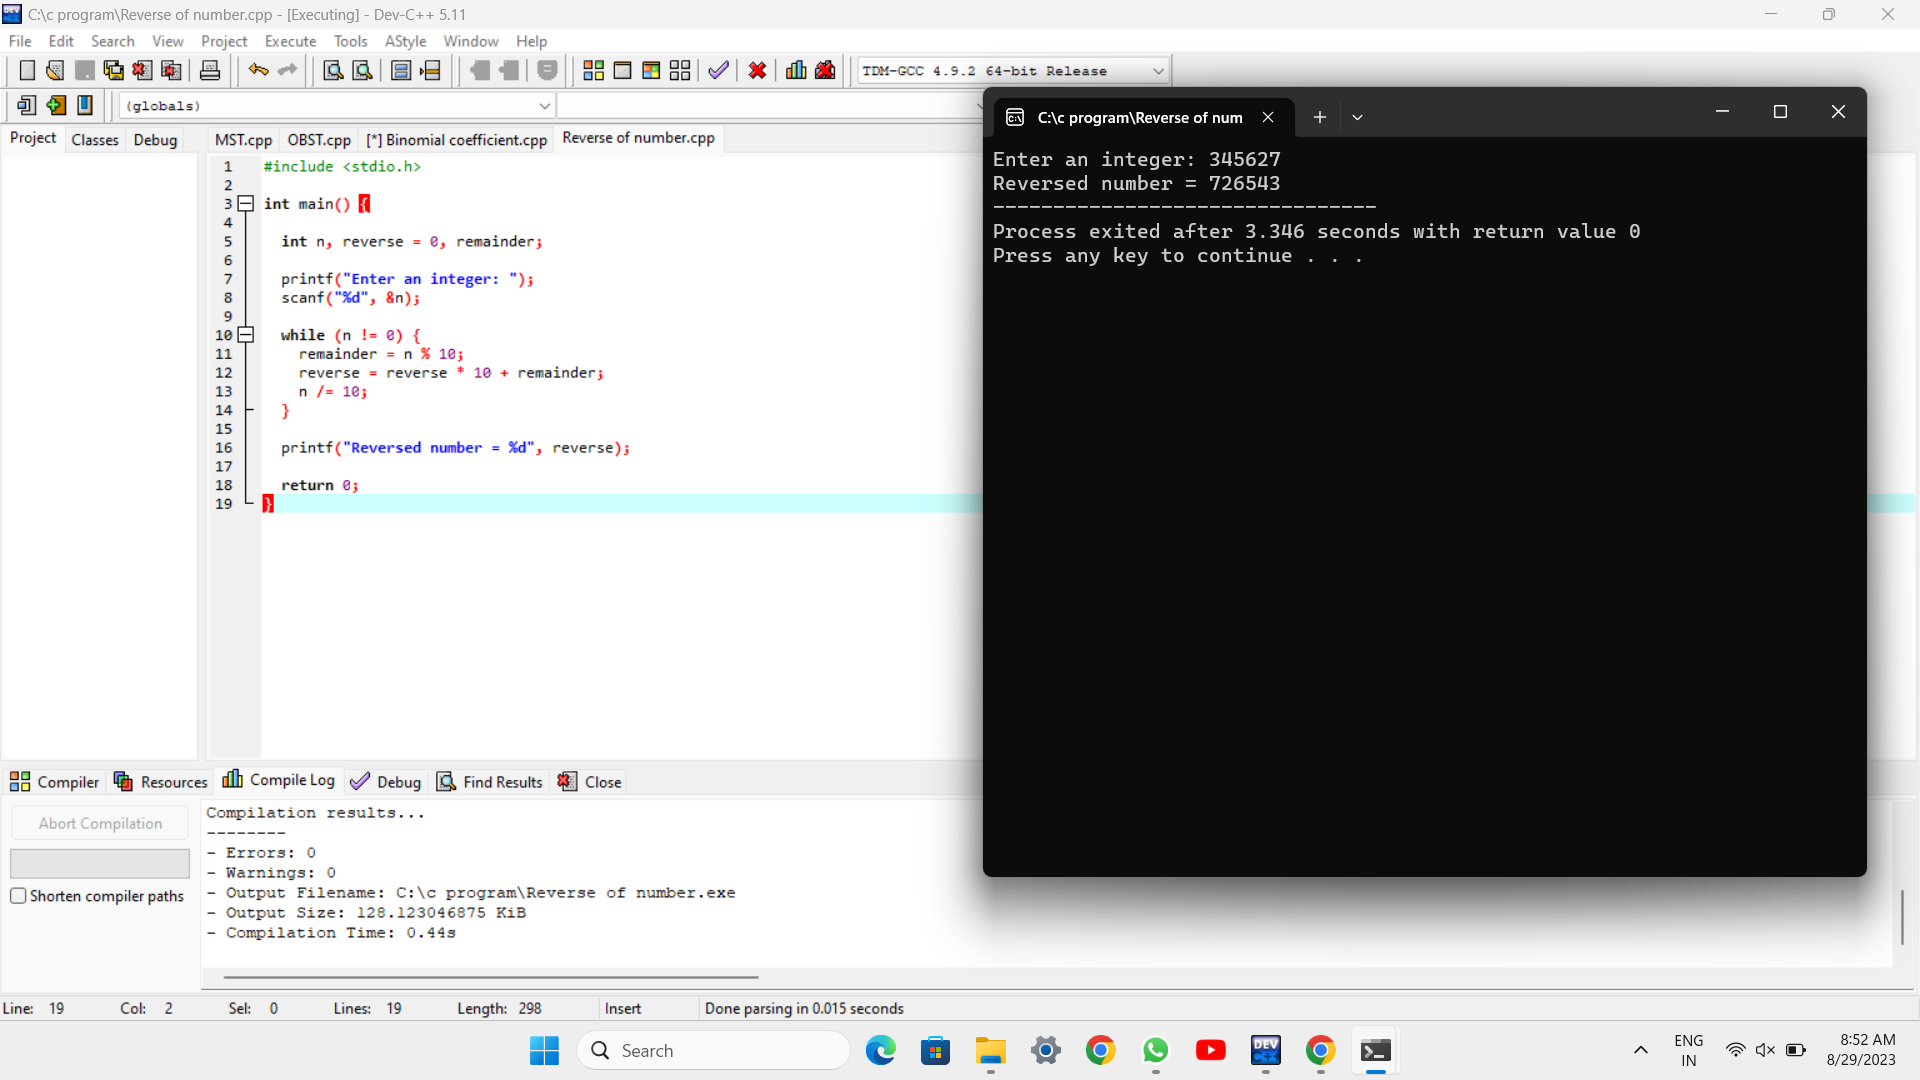 C:\c program\Reverse of number.cpp - [Executing] - Dev-C++ 5.11
File Edit Search View Project Execute Tools AStyle Window Help
TDM-GCC 4.9.2 64-bit Release
(globals)
Project Classes Debug
MST.cpp OBST.cpp [*] Binomial coefficient.cpp Reverse of number.cpp
1 #include <stdio.h>
2
3 int main() {
4
5 int n, reverse = 0, remainder;
6
7 printf("Enter an integer: ");
8 scanf("%d", &n);
9
10 while (n != 0) {
11 remainder = n % 10;
12 reverse = reverse * 10 + remainder;
13 n /= 10;
14 }
15
16 printf("Reversed number = %d", reverse);
17
18 return 0;
19 }
C:\c program\Reverse of num
Enter an integer: 345627
Reversed number = 726543
--------------------------------
Process exited after 3.346 seconds with return value 0
Press any key to continue . . .
Compiler Resources Compile Log Debug Find Results Close
Abort Compilation
Shorten compiler paths
Compilation results...
--------
- Errors: 0
- Warnings: 0
- Output Filename: C:\c program\Reverse of number.exe
- Output Size: 128.123046875 KiB
- Compilation Time: 0.44s
Line: 19 Col: 2 Sel: 0 Lines: 19 Length: 298 Insert Done parsing in 0.015 seconds
Search
DEV
C++
ENG
IN
8:52 AM
8/29/2023